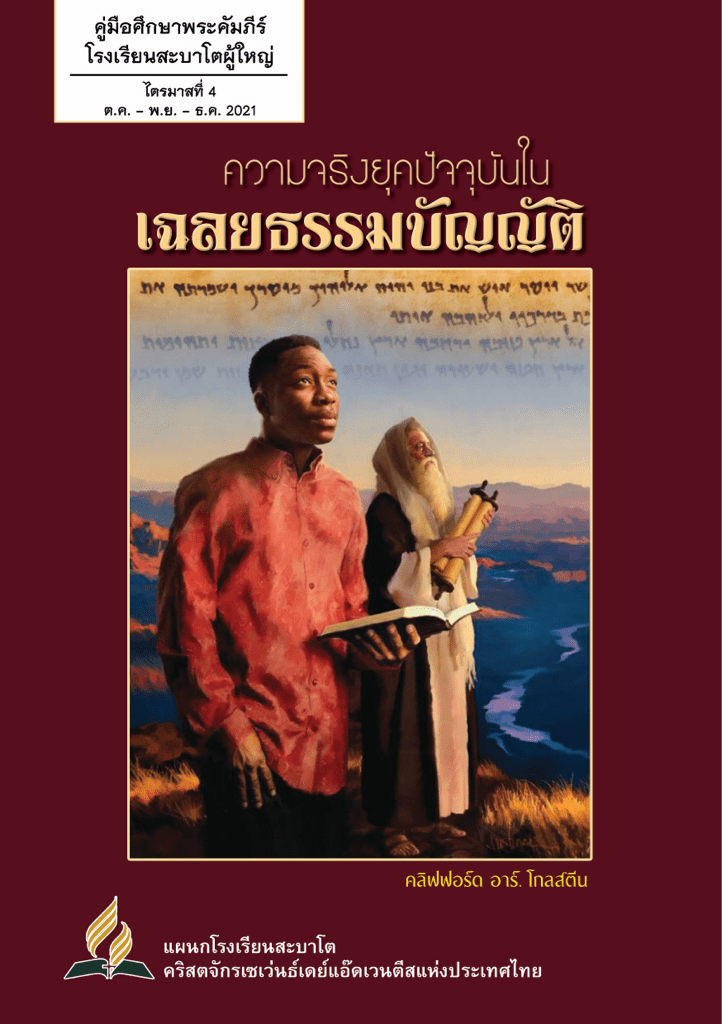 คู่มือศึกษาพระคัมภีร์
โรงเรียนสะบาโตผู้ใหญ่
ไตรมาสที่ 4
ต.ค. – พ.ย. – ธ.ค. 2021
ความจริงยุคปัจจุบันใน
เฉลยธรรมบัญญัติ
คลิฟฟอร์ด อาร์. โกลส์ตีน
แผนกโรงเรียนสะบาโต
คริสตจักรเซเว่นธ์เดย์แอ๊ดเวนตีสแห่งประเทศไทย